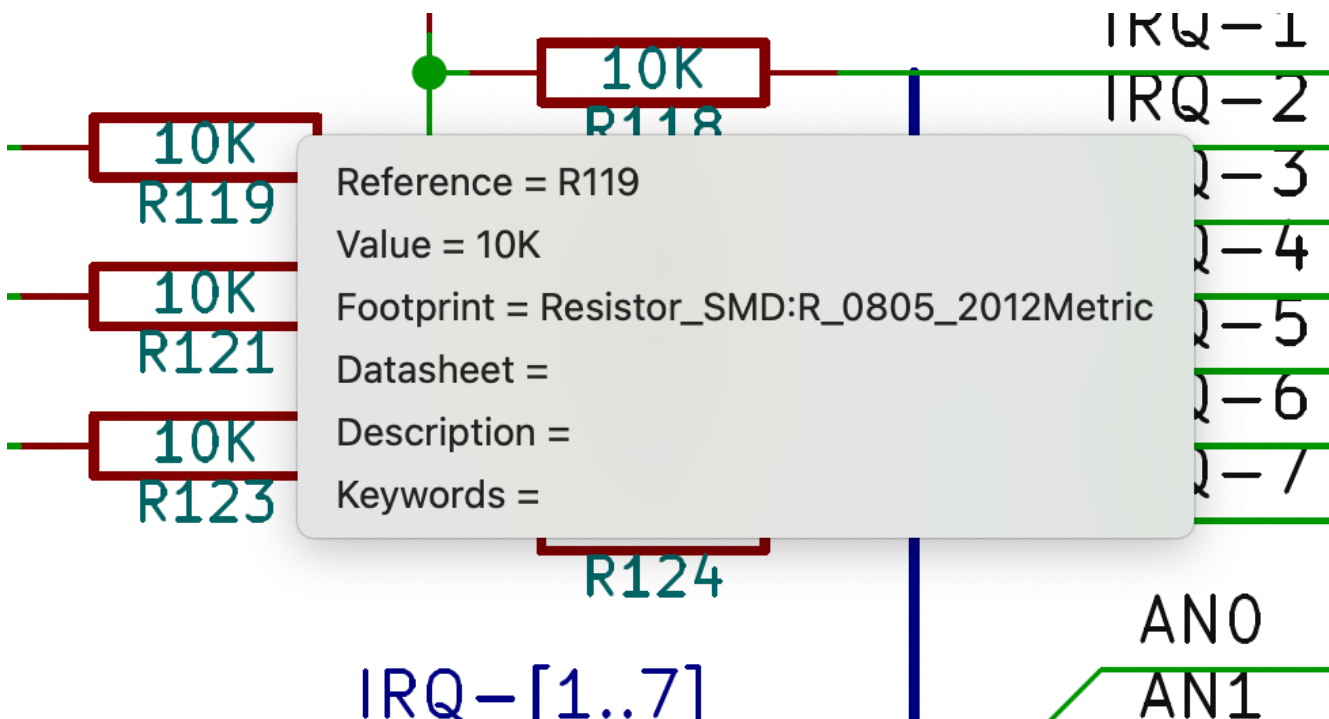 IRQ-1
10K
IRQ-2
R118
10K
R119
Q-3
Reference = R119
Value = 10K
Q-4
10K
Footprint = Resistor_SMD:R_0805_2012Metric
Q-5
R121
Datasheet =
Q-6
10K
Description =
Q-7
R123
Keywords =
R124
AN0
IRQ-[1..7]
AN1